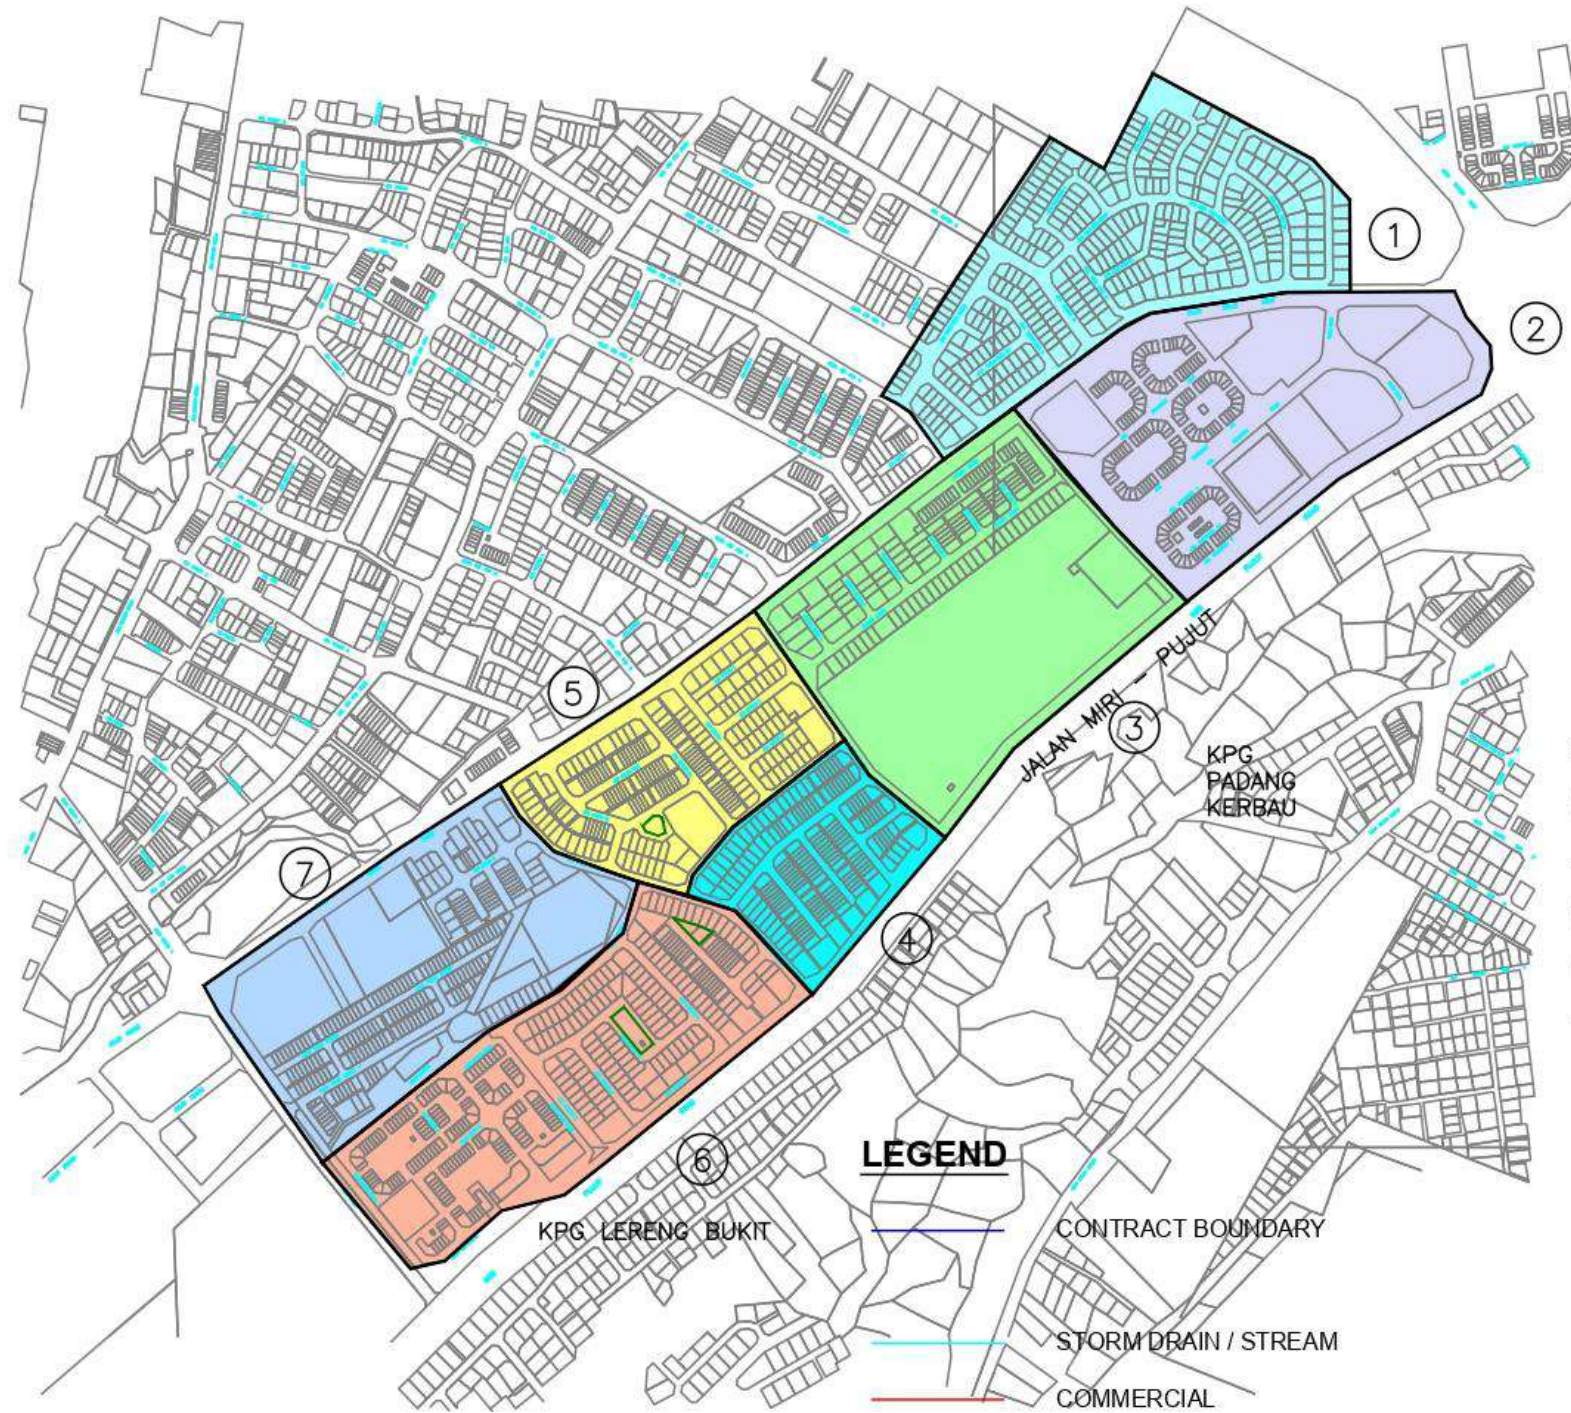 1
2
JALAN MIRI – PUJUT
3
KPG
PADANG
KERBAU
5
7
4
6
KPG LERENG BUKIT
LEGEND
CONTRACT BOUNDARY
STORM DRAIN / STREAM
COMMERCIAL